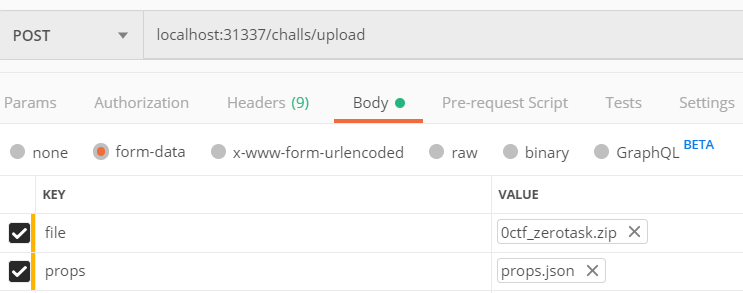 POST localhost:31337/challs/upload
Params Authorization Headers (9) Body Pre-request Script Tests Settings
none form-data x-www-form-urlencoded raw binary GraphQL BETA
KEY VALUE
file 0ctf_zerotask.zip
props props.json